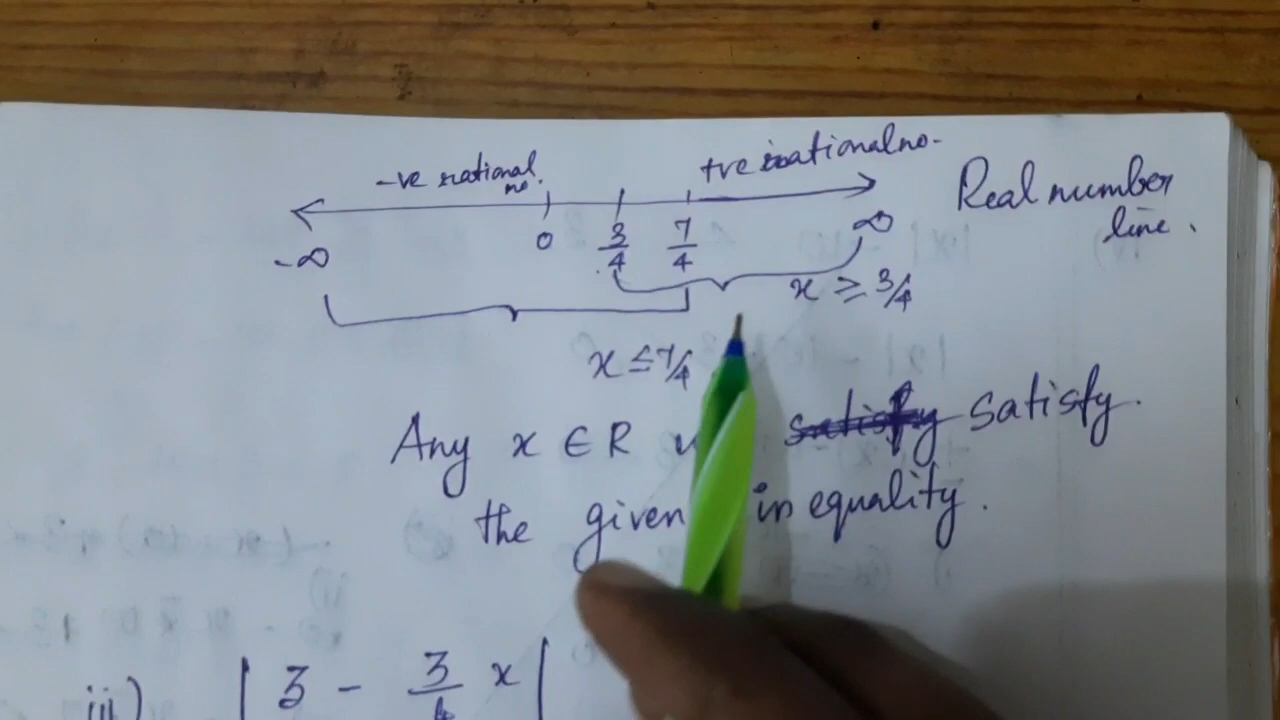 -ve rational no.
+ve rational no.
Real number line.
-∞ 0 3/4 7/4 ∞
x ≥ 3/4
x ≤ 7/4
Any x ∈ R satisfy satisfy.
the given inequality.
iii) | 3 - 3/4 x |